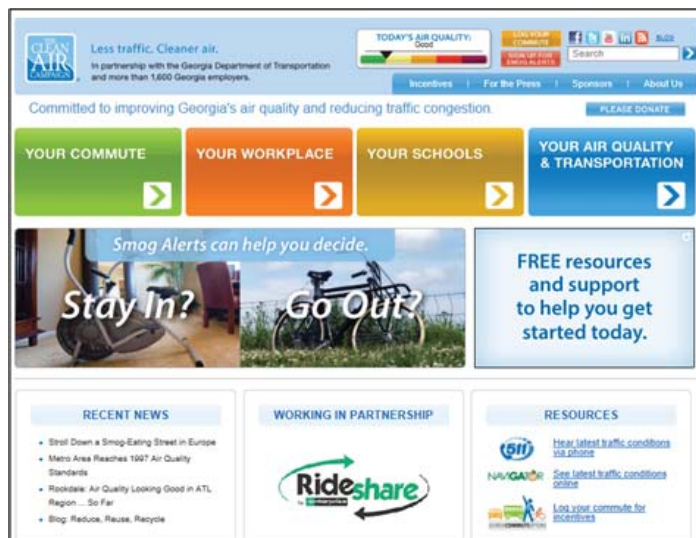 THE
CLEAN
AIR
CAMPAIGN
Less traffic. Cleaner air.
In partnership with the Georgia Department of Transportation
and more than 1,600 Georgia employers.
TODAY'S AIR QUALITY:
Good
LOG YOUR
COMMUTE
SIGN UP FOR
SMOG ALERTS
BLOG
Search
Incentives | For the Press | Sponsors | About Us
Committed to improving Georgia's air quality and reducing traffic congestion.
PLEASE DONATE
YOUR COMMUTE
YOUR WORKPLACE
YOUR SCHOOLS
YOUR AIR QUALITY
& TRANSPORTATION
Smog Alerts can help you decide.
Stay In?
Go Out?
FREE resources
and support
to help you get
started today.
RECENT NEWS
Stroll Down a Smog-Eating Street in Europe
Metro Area Reaches 1997 Air Quality
Standards
Rockdale: Air Quality Looking Good in ATL
Region ... So Far
Blog: Reduce, Reuse, Recycle
WORKING IN PARTNERSHIP
Rideshare
by enterprise
RESOURCES
511
Hear latest traffic conditions
via phone
NAVIGATOR
See latest traffic conditions
online
Log your commute for
incentives